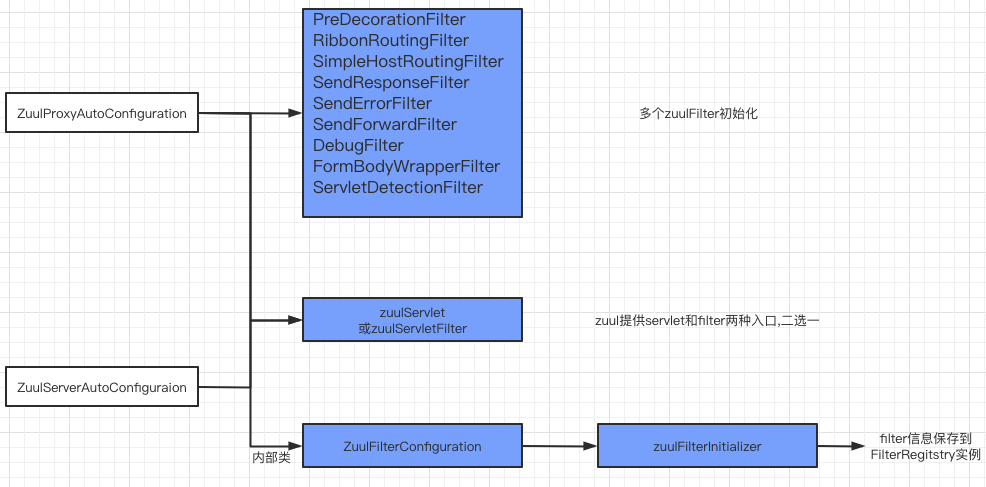 PreDecorationFilter
RibbonRoutingFilter
SimpleHostRoutingFilter
SendResponseFilter
SendErrorFilter
SendForwardFilter
DebugFilter
FormBodyWrapperFilter
ServletDetectionFilter
ZuulProxyAutoConfiguration
多个zuulFilter初始化
zuulServlet
或zuulServletFilter
zuul提供servlet和filter两种入口,二选一
ZuulServerAutoConfiguraion
内部类
ZuulFilterConfiguration
zuulFilterInitializer
filter信息保存到
FilterRegitstry实例